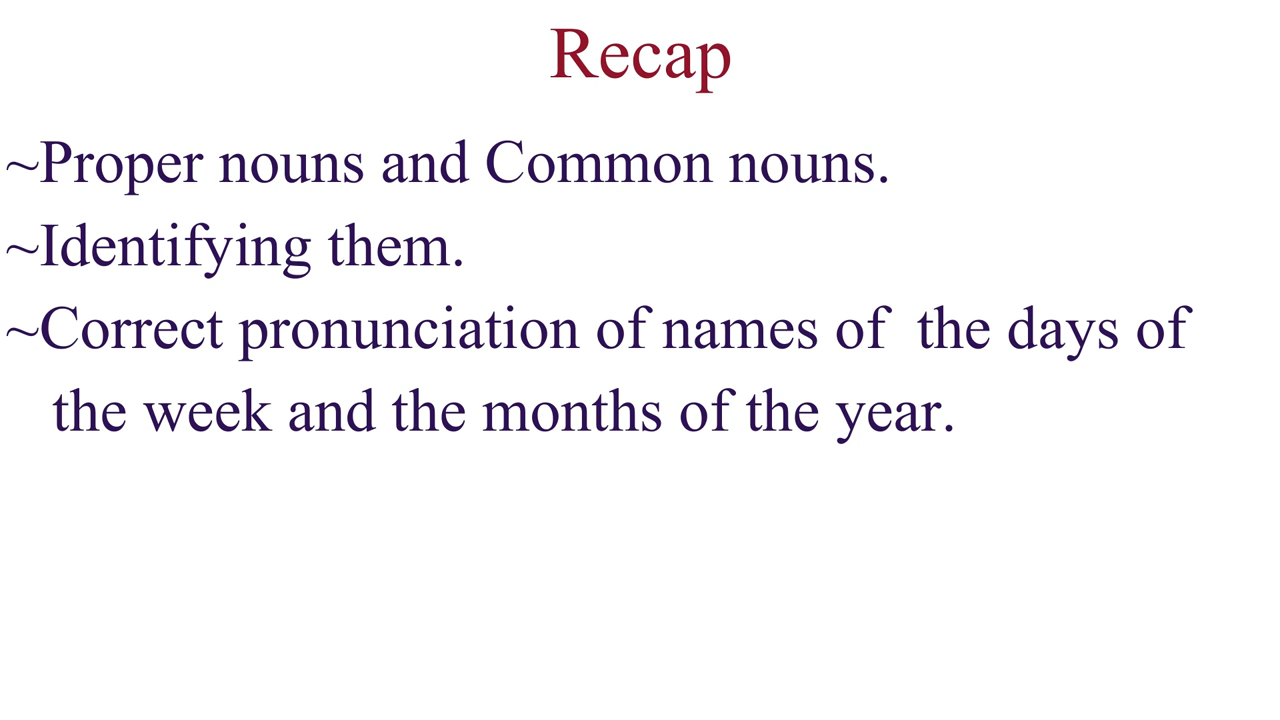 Recap
~Proper nouns and Common nouns.
~Identifying them.
~Correct pronunciation of names of  the days of
the week and the months of the year.